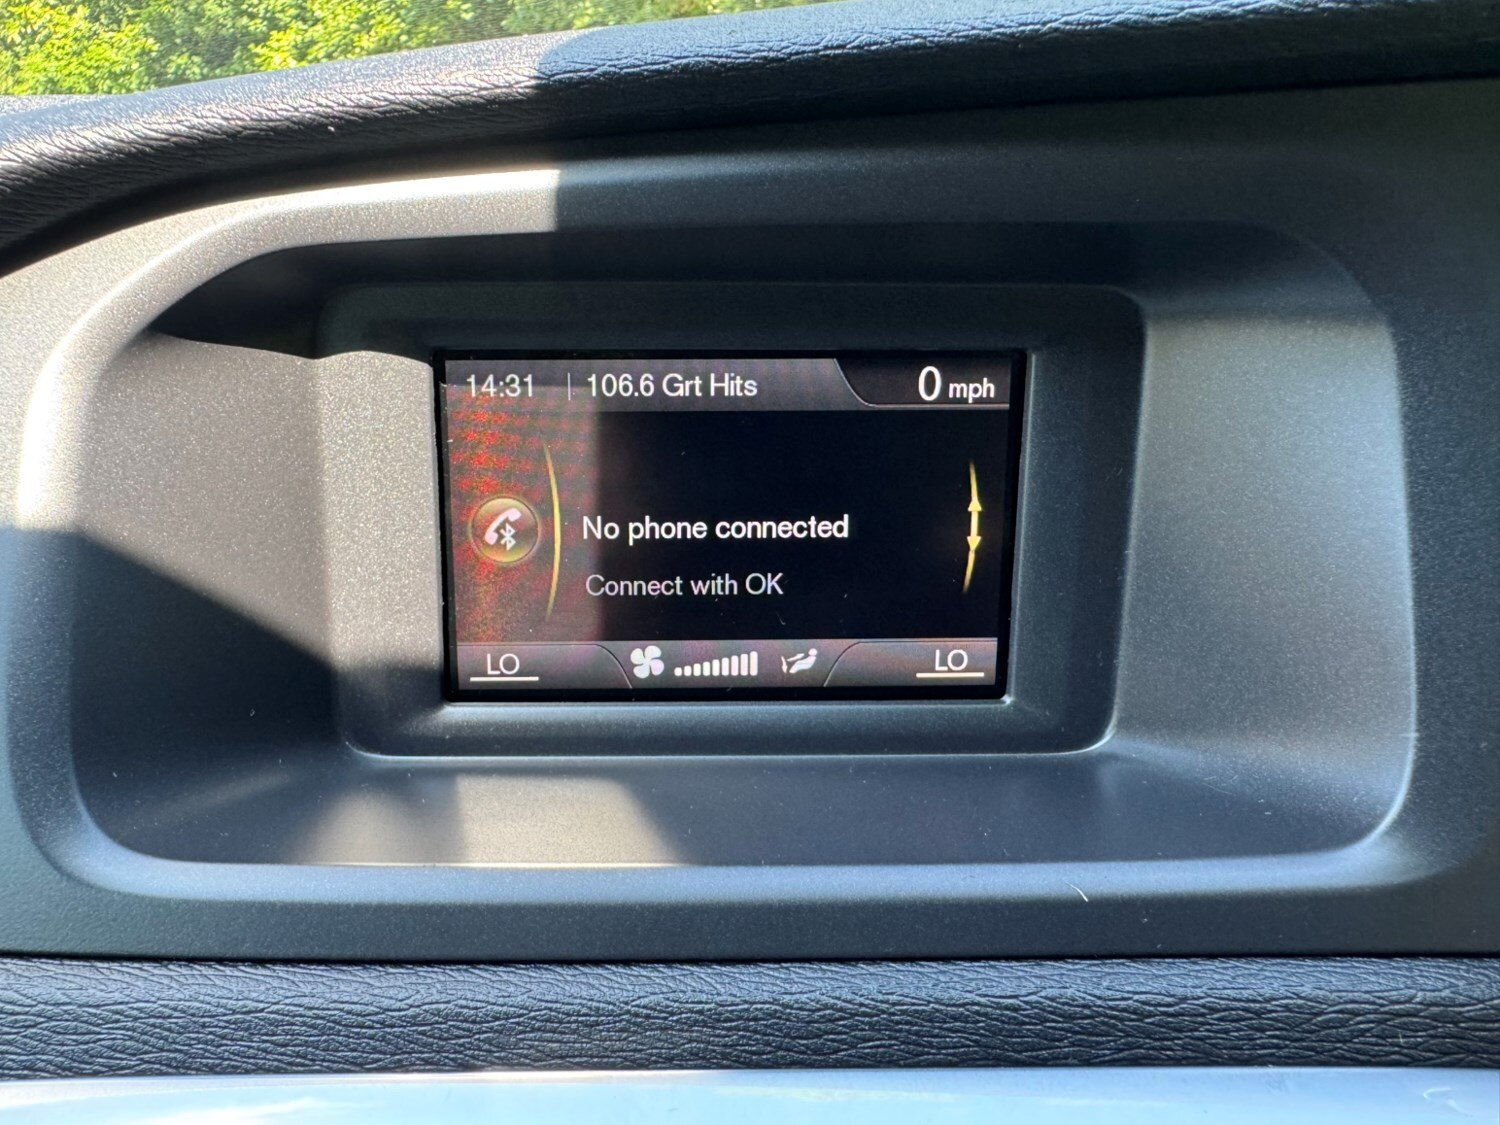 14:31 | 106.6 Grt Hits 0 mph
No phone connected
Connect with OK
LO LO